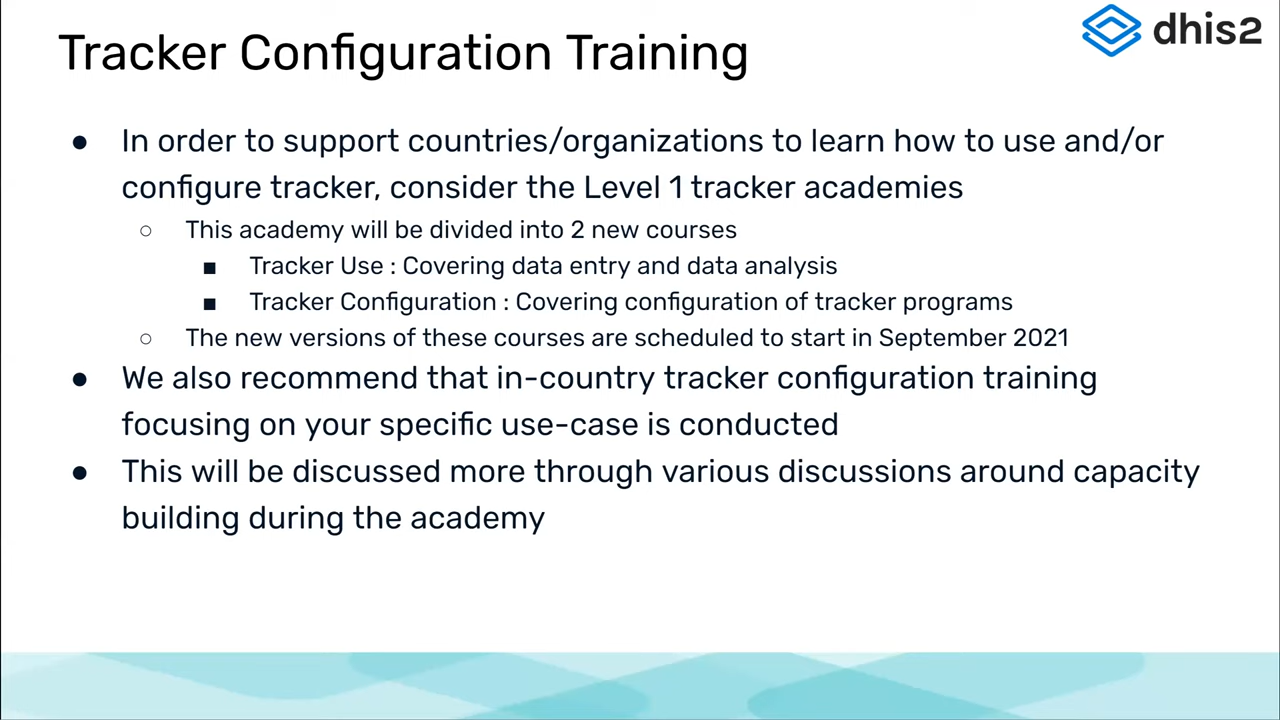 Tracker Configuration Training
dhis2
● In order to support countries/organizations to learn how to use and/or
configure tracker, consider the Level 1 tracker academies
○ This academy will be divided into 2 new courses
■ Tracker Use : Covering data entry and data analysis
■ Tracker Configuration : Covering configuration of tracker programs
○ The new versions of these courses are scheduled to start in September 2021
● We also recommend that in-country tracker configuration training
focusing on your specific use-case is conducted
● This will be discussed more through various discussions around capacity
building during the academy